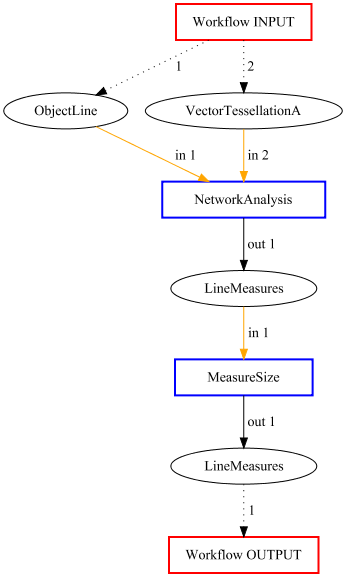 Workflow INPUT
1
2
ObjectLine
VectorTessellationA
in 1
in 2
NetworkAnalysis
out 1
LineMeasures
in 1
MeasureSize
out 1
LineMeasures
1
Workflow OUTPUT